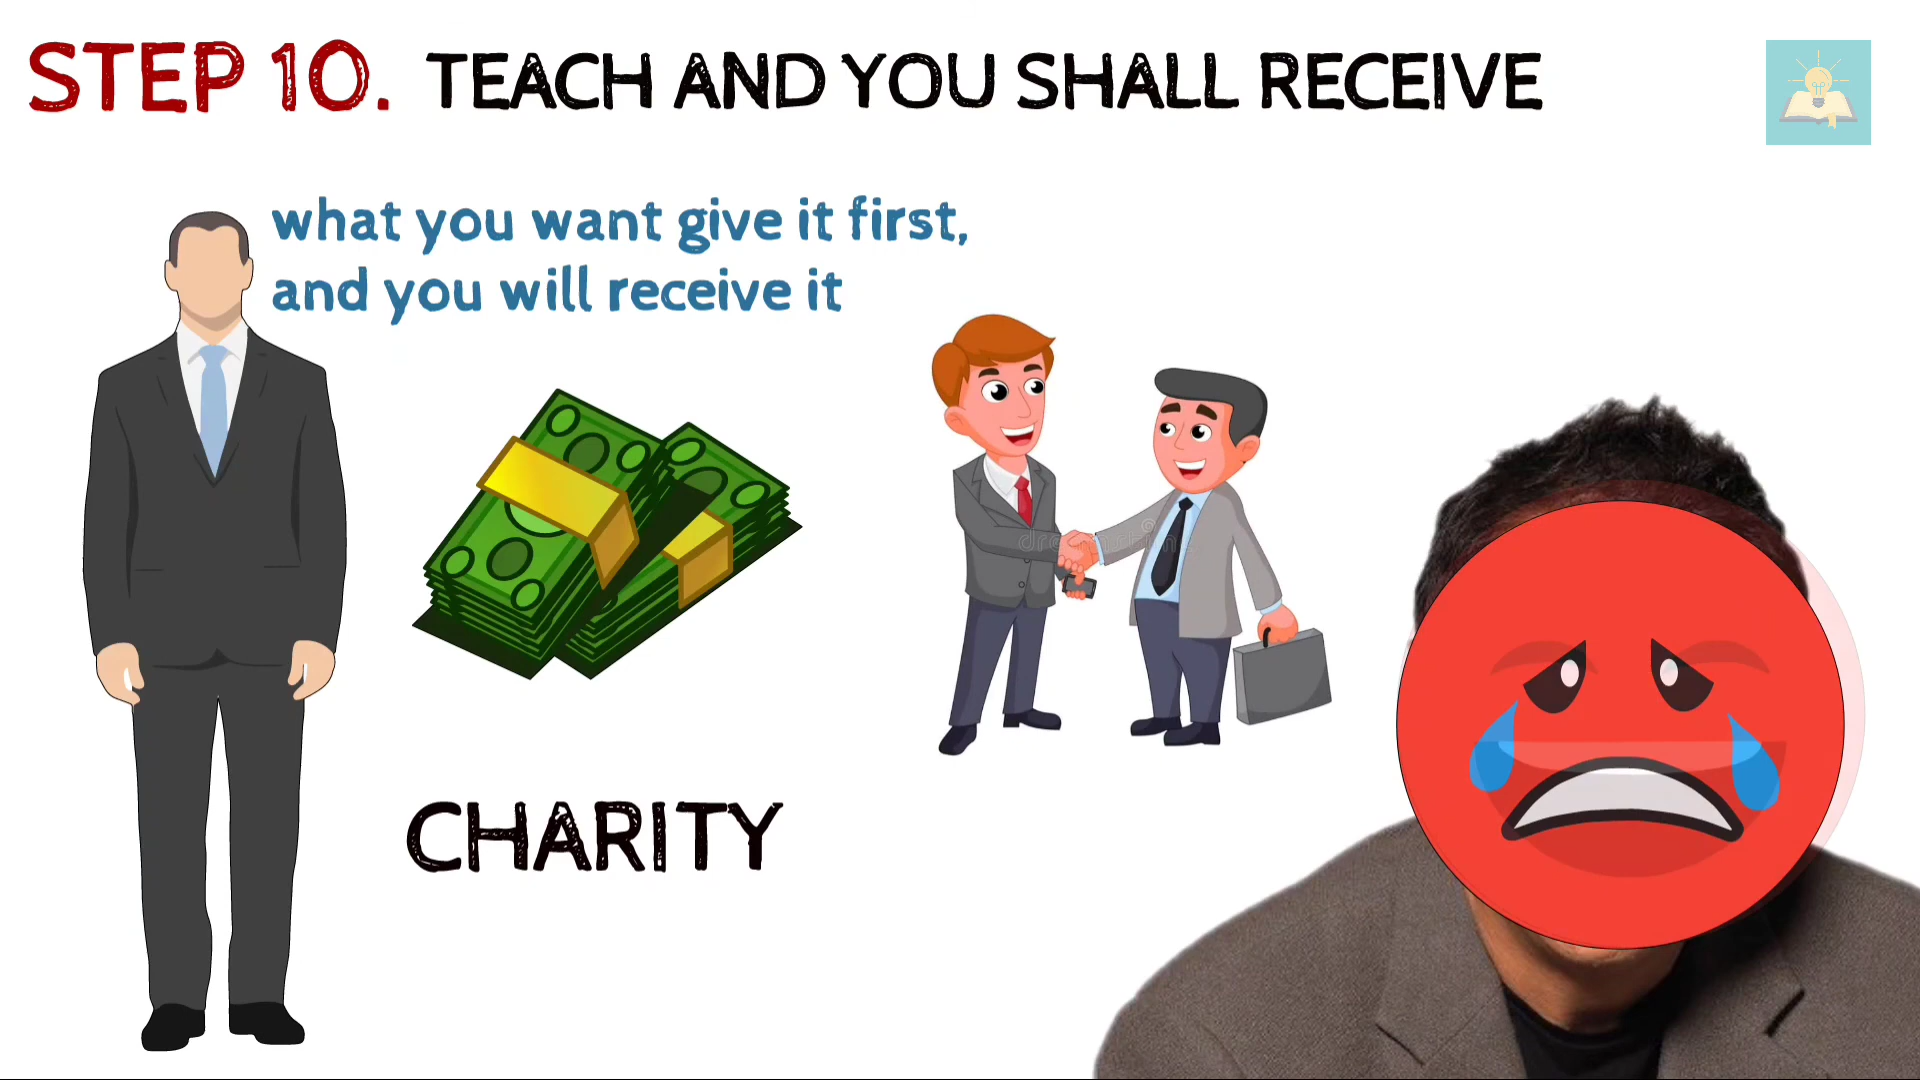 STEP 10. TEACH AND YOU SHALL RECEIVE
what you want give it first,
and you will receive it
CHARITY